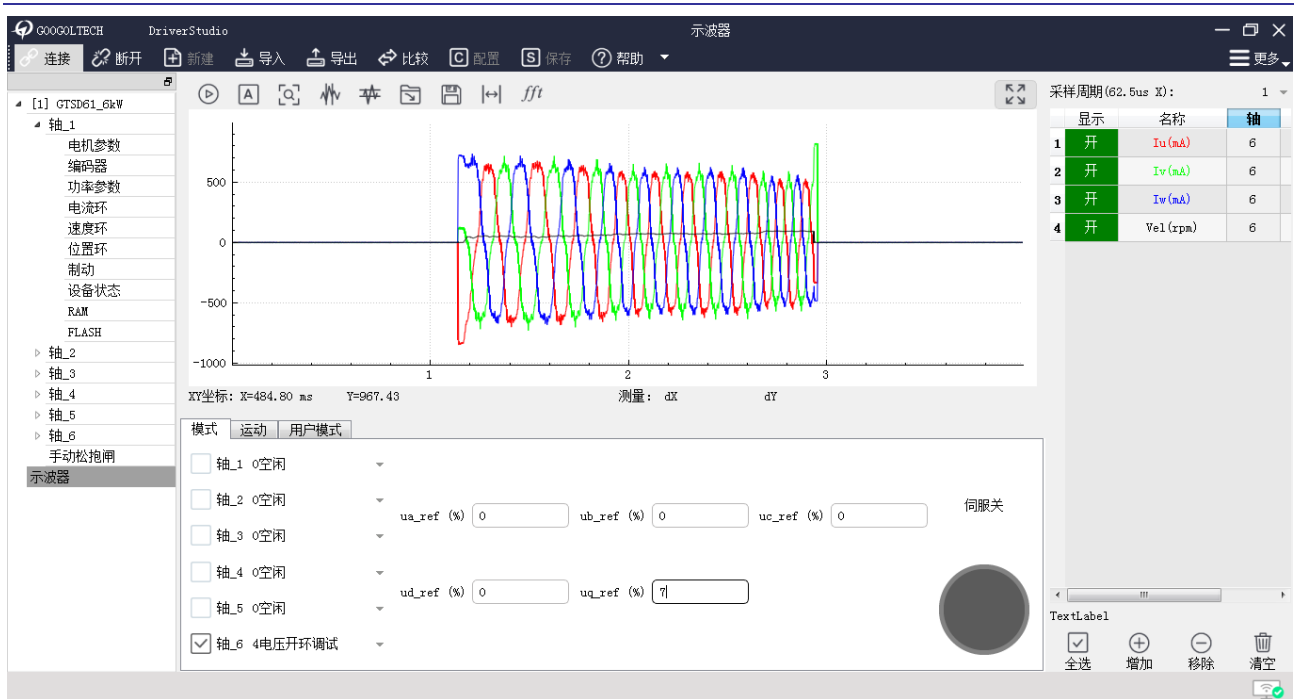 GOOGOLTECH DriverStudio 示波器
连接 断开 新建 导入 导出 比较 C 配置 S 保存 ? 帮助 更多
[1] GTSD61_6kW
轴_1
电机参数
编码器
功率参数
电流环
速度环
位置环
制动
设备状态
RAM
FLASH
轴_2
轴_3
轴_4
轴_5
轴_6
手动松抱闸
示波器
A fft
500
0
-500
-1000
1 2 3
XY坐标: X=484.80 ms Y=967.43 测量: dX dY
模式 运动 用户模式
轴_1 0空闲
轴_2 0空闲
轴_3 0空闲
轴_4 0空闲
轴_5 0空闲
轴_6 4电压开环调试
ua_ref (%) 0 ub_ref (%) 0 uc_ref (%) 0
ud_ref (%) 0 uq_ref (%) 7
伺服关
采样周期(62.5us X): 1
显示 名称 轴
1 开 Iu(mA) 6
2 开 Iv(mA) 6
3 开 Iw(mA) 6
4 开 Vel(rpm) 6
TextLabel
全选 增加 移除 清空